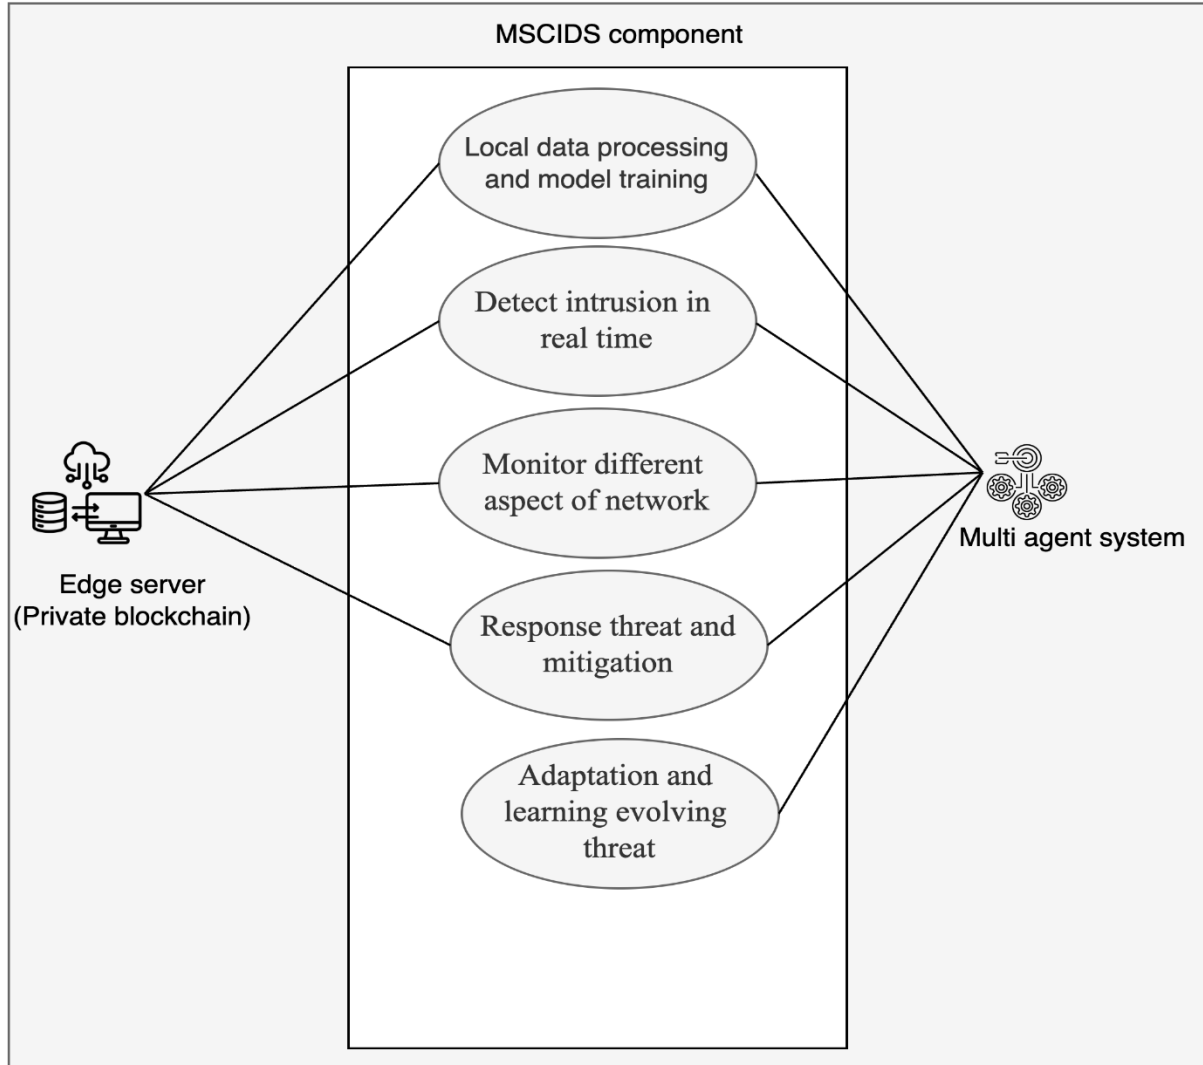 MSCIDS component
Local data processing
and model training
Detect intrusion in
real time
Monitor different
aspect of network
Edge server
(Private blockchain)
Multi agent system
Response threat and
mitigation
Adaptation and
learning evolving
threat